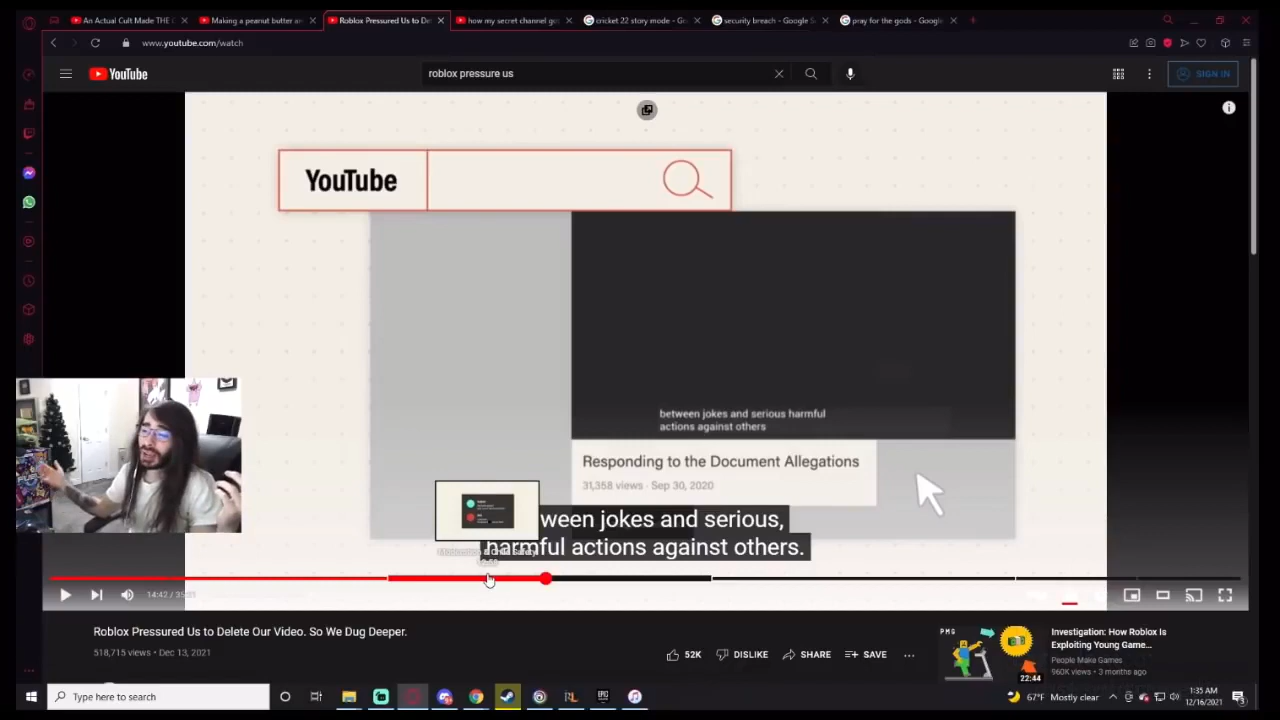 An Actual Cult Made THE
Making a peanut butter a
Roblox Pressured Us to De
how my secret channel go
cricket 22 story mode - Go
security breach - Google S
pray for the gods - Google
www.youtube.com/watch
YouTube
roblox pressure us
SIGN IN
YouTube
between jokes and serious harmful
actions against others
Responding to the Document Allegations
31,358 views · Sep 30, 2020
ween jokes and serious,
harmful actions against others.
14:42
Roblox Pressured Us to Delete Our Video. So We Dug Deeper.
518,715 views • Dec 13, 2021
52K
DISLIKE
SHARE
SAVE
PMG
22:44
Investigation: How Roblox Is
Exploiting Young Game...
People Make Games
960K views • 3 months ago
Type here to search
67°F Mostly clear
1:35 AM
12/16/2021